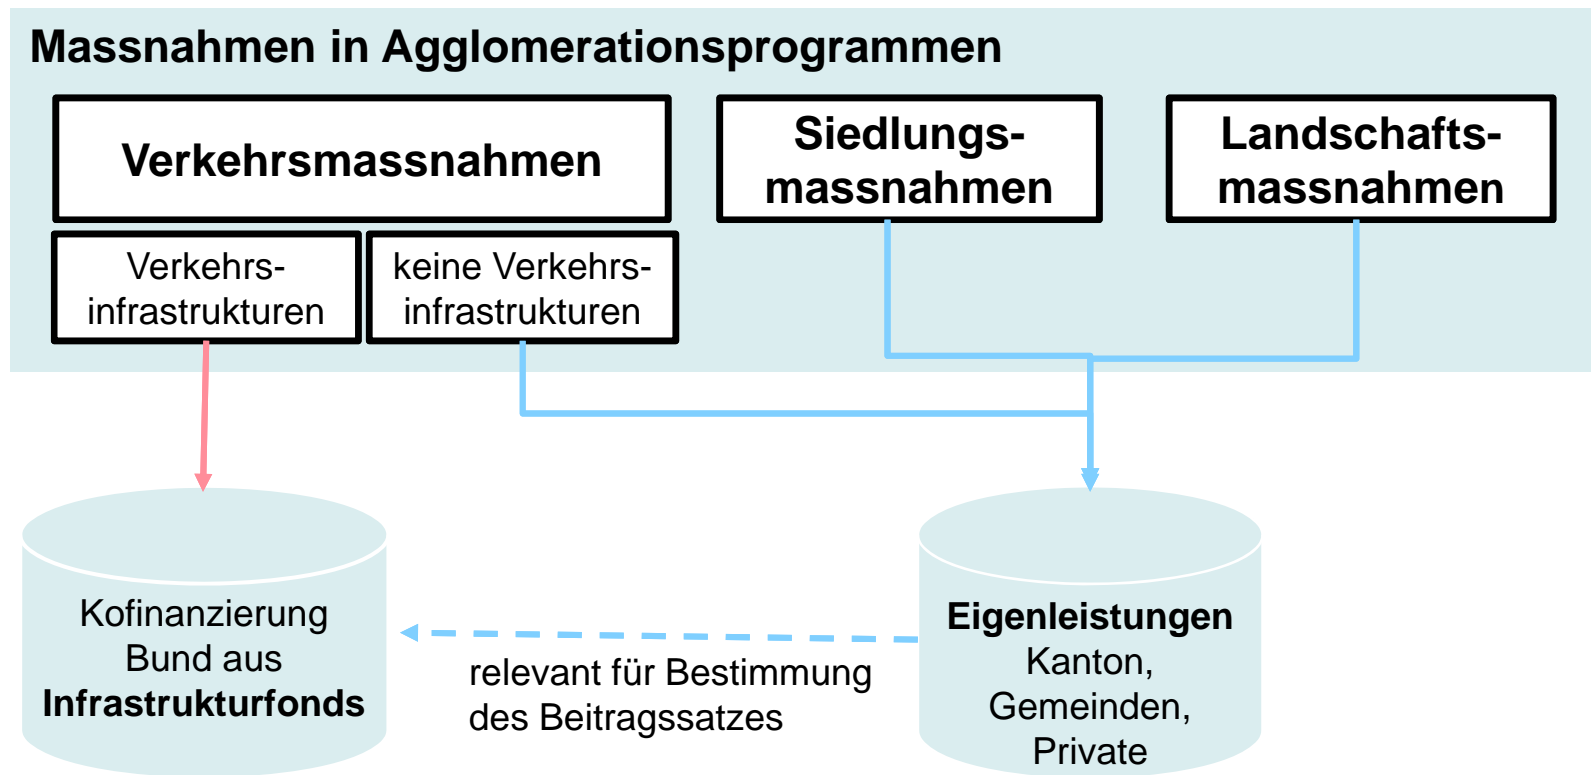 Massnahmen in Agglomerationsprogrammen
Verkehrsmassnahmen
Siedlungs-
massnahmen
Landschafts-
massnahmen
Verkehrs-
infrastrukturen
keine Verkehrs-
infrastrukturen
Kofinanzierung
Bund aus
Infrastrukturfonds
relevant für Bestimmung
des Beitragssatzes
Eigenleistungen
Kanton,
Gemeinden,
Private